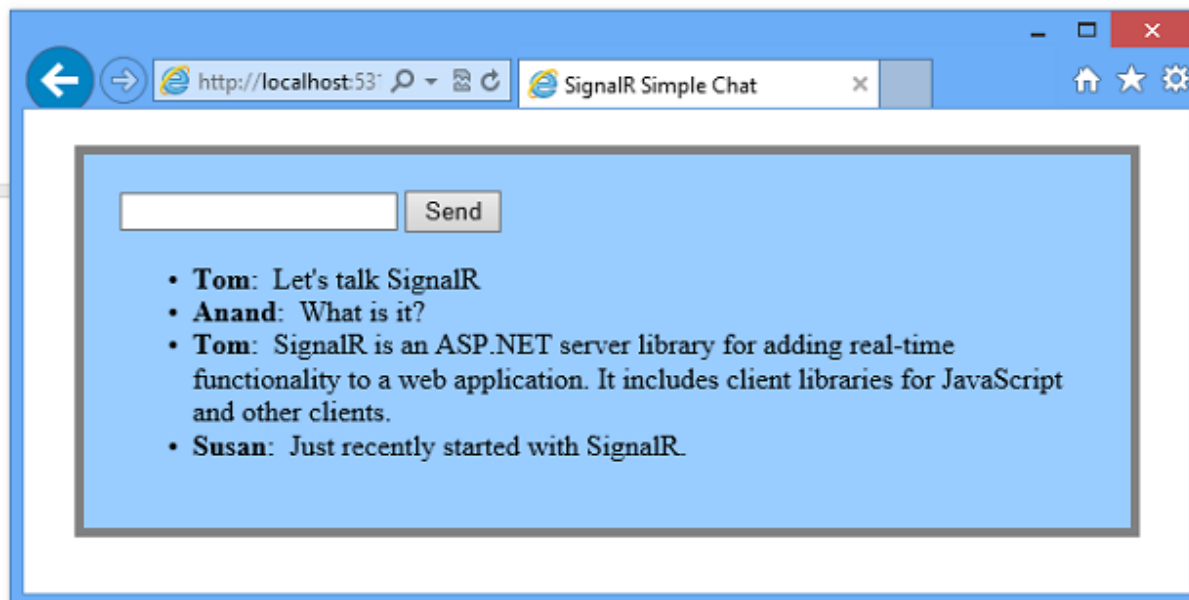 http://localhost:53
SignalR Simple Chat
Send
• Tom: Let's talk SignalR
• Anand: What is it?
• Tom: SignalR is an ASP.NET server library for adding real-time
functionality to a web application. It includes client libraries for JavaScript
and other clients.
• Susan: Just recently started with SignalR.